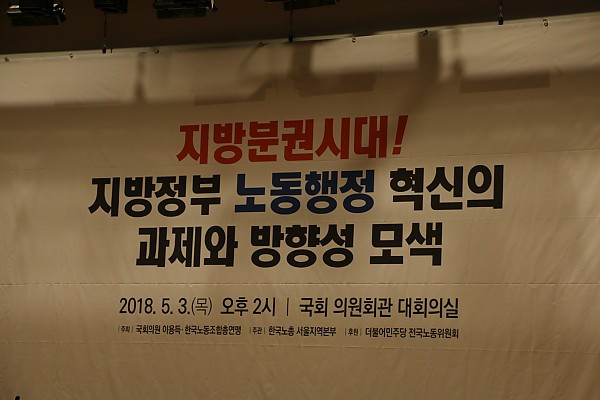 지방분권시대!
지방정부 노동행정 혁신의
과제와 방향성 모색
2018. 5. 3.(목) 오후 2시 | 국회 의원회관 대회의실
| 주최 | 국회의원 이용득·한국노동조합총연맹 | 주관 | 한국노총 서울지역본부 | 후원 | 더불어민주당 전국노동위원회